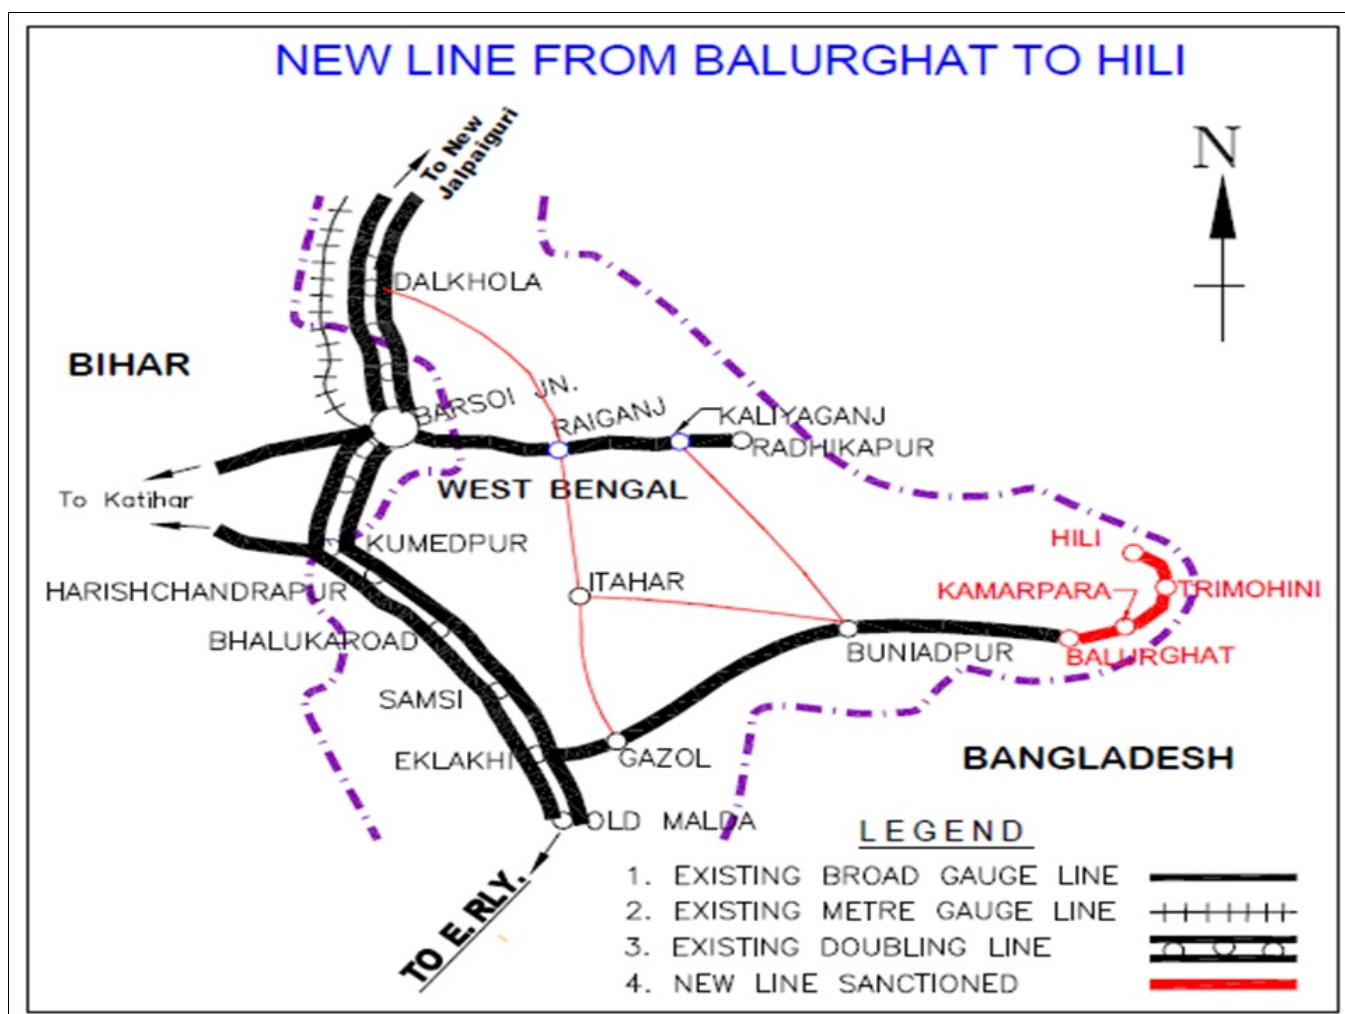 NEW LINE FROM BALURGHAT TO HILI
To New
Jalpaiguri
N
DALKHOLA
BIHAR
BARSOI JN.
RAIGANJ
KALIYAGANJ
RADHIKAPUR
To Katihar
WEST BENGAL
KUMEDPUR
HILI
HARISHCHANDRAPUR
ITAHAR
KAMARPARA
TRIMOHINI
BHALUKAROAD
BUNIADPUR
BALURGHAT
SAMSI
EKLAKHI
GAZOL
BANGLADESH
OLD MALDA
TO E. RLY.
LEGEND
1. EXISTING BROAD GAUGE LINE
2. EXISTING METRE GAUGE LINE
3. EXISTING DOUBLING LINE
4. NEW LINE SANCTIONED